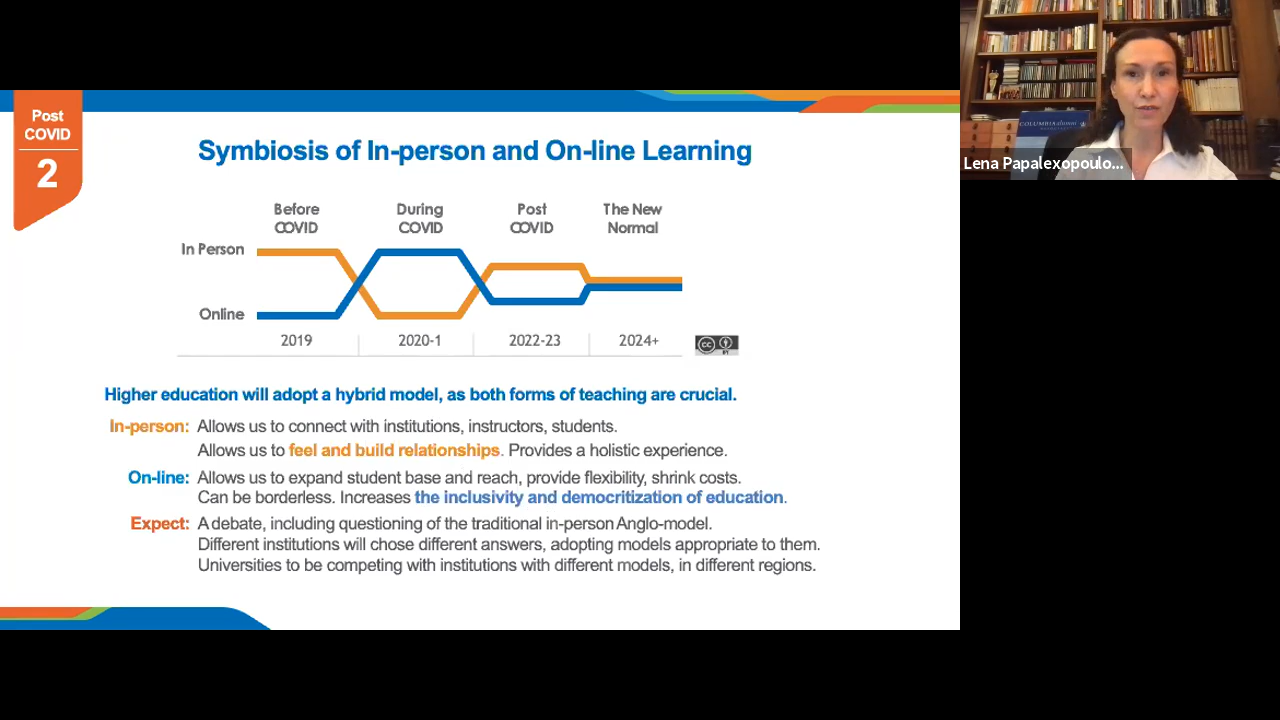 Post
COVID
2
Symbiosis of In-person and On-line Learning
Before
COVID
During
COVID
Post
COVID
The New
Normal
In Person
Online
2019
2020-1
2022-23
2024+
cc
BY
Higher education will adopt a hybrid model, as both forms of teaching are crucial.
In-person: Allows us to connect with institutions, instructors, students.
Allows us to feel and build relationships. Provides a holistic experience.
On-line: Allows us to expand student base and reach, provide flexibility, shrink costs.
Can be borderless. Increases the inclusivity and democritization of education.
Expect: A debate, including questioning of the traditional in-person Anglo-model.
Different institutions will chose different answers, adopting models appropriate to them.
Universities to be competing with institutions with different models, in different regions.
COLUMBIA alumni
Lena Papalexopoulo...